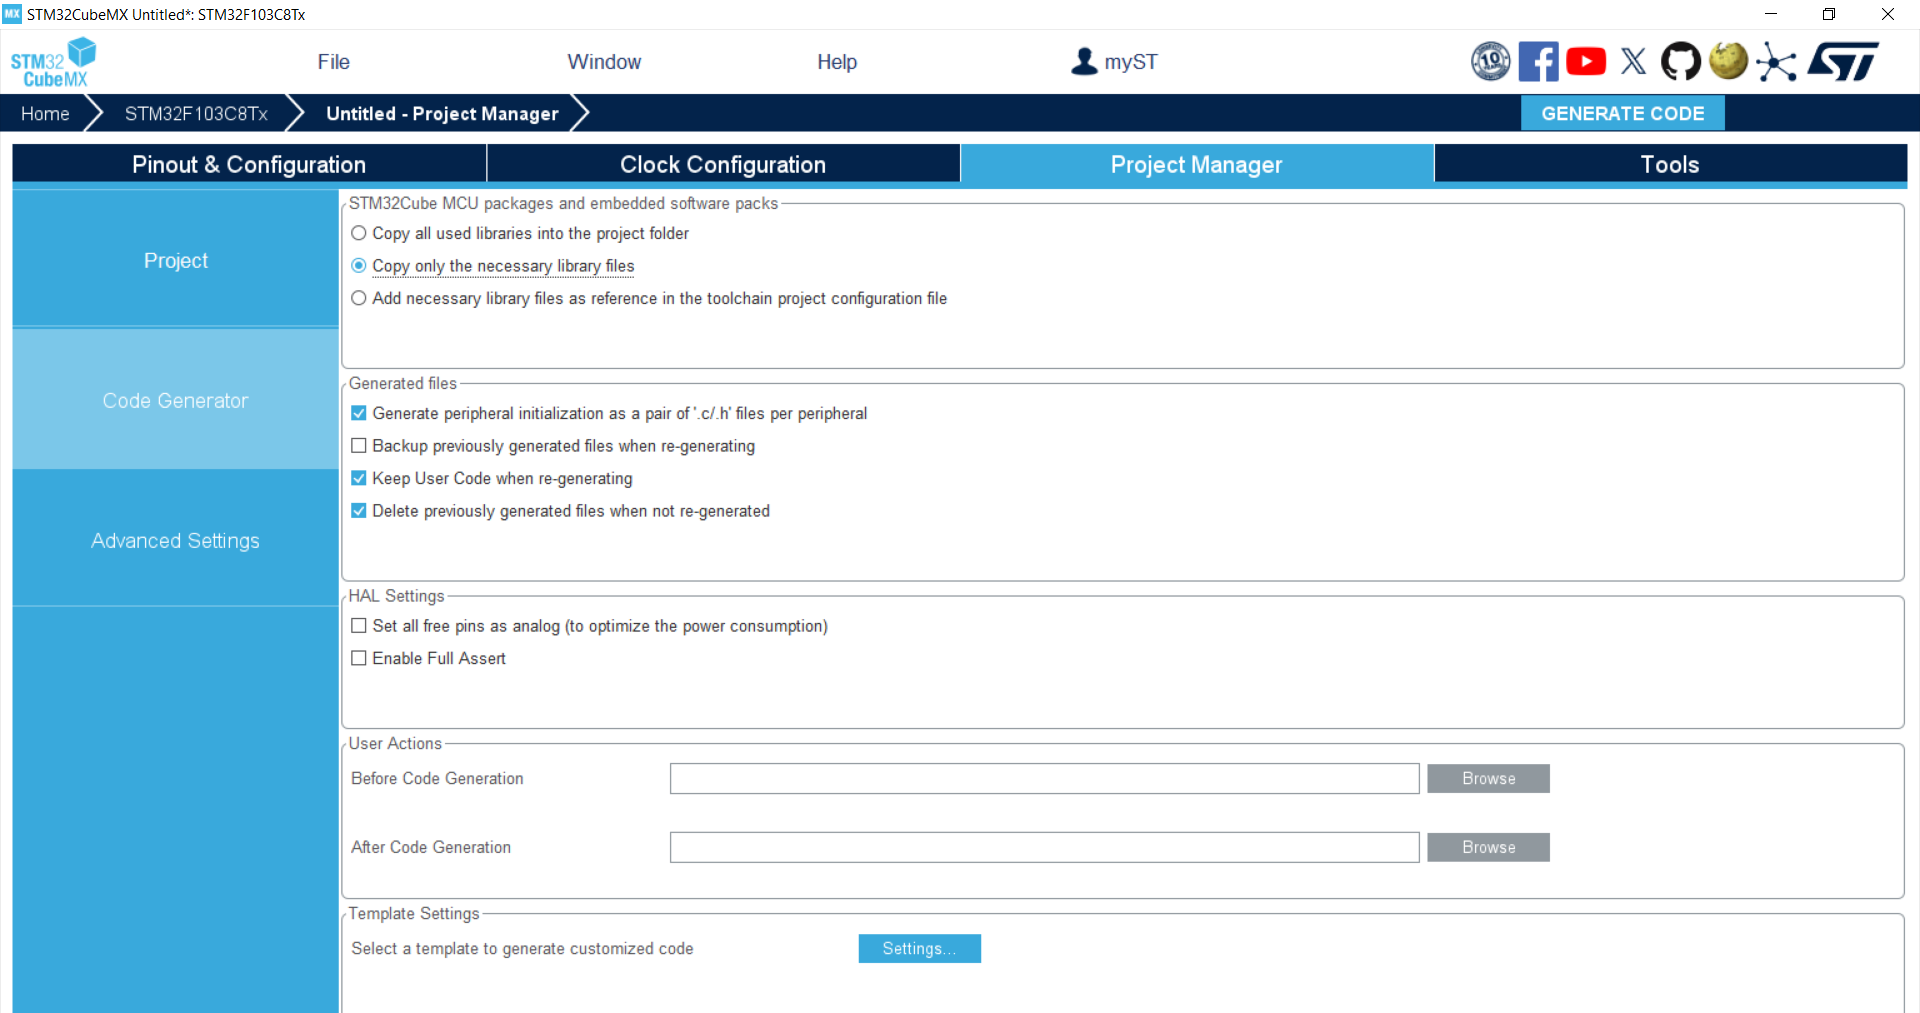 MX STM32CubeMX Untitled*: STM32F103C8Tx
STM32
CubeMX
File
Window
Help
myST
10
Home
STM32F103C8Tx
Untitled - Project Manager
GENERATE CODE
Pinout & Configuration
Clock Configuration
Project Manager
Tools
Project
Code Generator
Advanced Settings
STM32Cube MCU packages and embedded software packs
Copy all used libraries into the project folder
Copy only the necessary library files
Add necessary library files as reference in the toolchain project configuration file
Generated files
Generate peripheral initialization as a pair of '.c/.h' files per peripheral
Backup previously generated files when re-generating
Keep User Code when re-generating
Delete previously generated files when not re-generated
HAL Settings
Set all free pins as analog (to optimize the power consumption)
Enable Full Assert
User Actions
Before Code Generation
Browse
After Code Generation
Browse
Template Settings
Select a template to generate customized code
Settings...